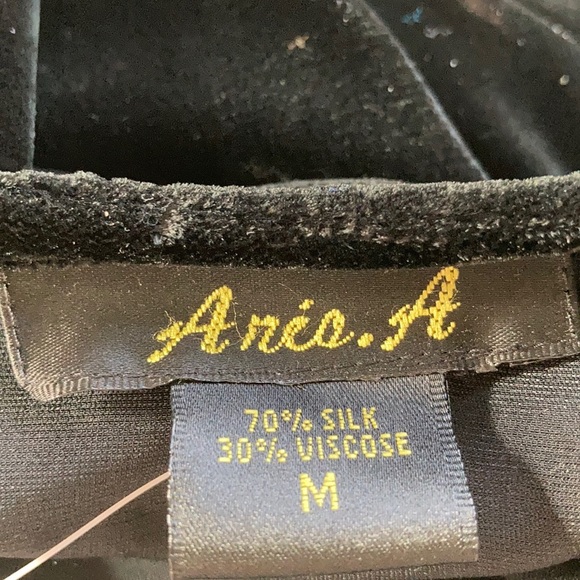 Anis.A
70% SILK
30% VISCOSE
M